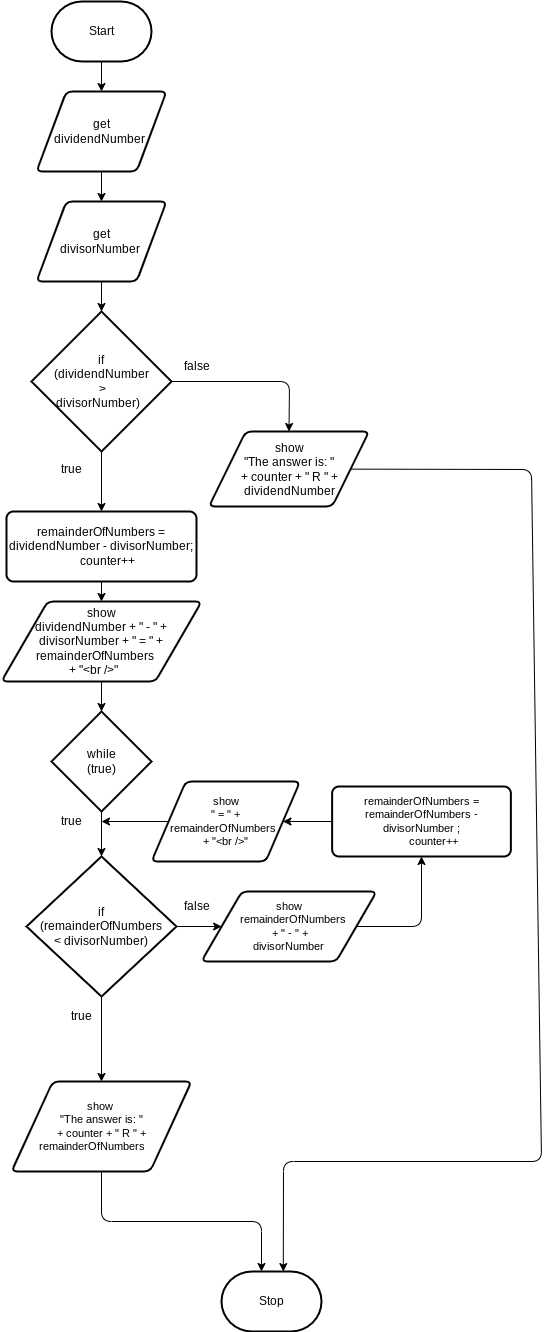 Start
get
dividendNumber
get
divisorNumber
if
(dividendNumber
>
divisorNumber)
false
true
show
"The answer is: "
+ counter + " R " +
dividendNumber
remainderOfNumbers =
dividendNumber - divisorNumber;
counter++
show
dividendNumber + " - " +
divisorNumber + " = " +
remainderOfNumbers
+ "<br />"
while
(true)
true
show
" = " +
remainderOfNumbers
+ "<br />"
remainderOfNumbers =
remainderOfNumbers -
divisorNumber ;
counter++
if
(remainderOfNumbers
< divisorNumber)
false
show
remainderOfNumbers
+ " - " +
divisorNumber
true
show
"The answer is: "
+ counter + " R " +
remainderOfNumbers
Stop